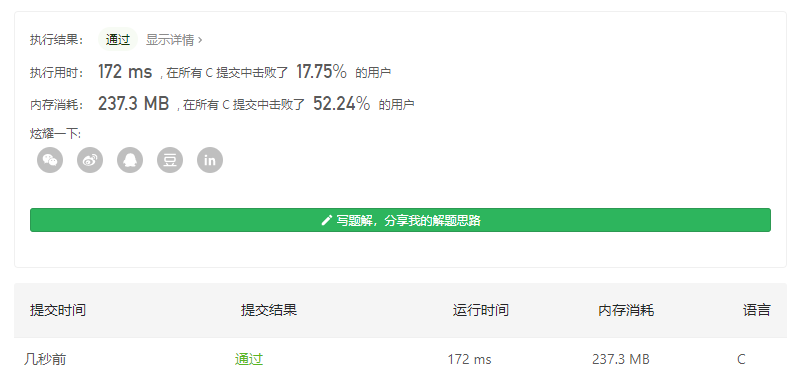 执行结果： 通过 显示详情 ›
执行用时： 172 ms , 在所有 C 提交中击败了 17.75% 的用户
内存消耗： 237.3 MB , 在所有 C 提交中击败了 52.24% 的用户
炫耀一下:
豆 in
写题解，分享我的解题思路
提交时间 提交结果 运行时间 内存消耗 语言
几秒前 通过 172 ms 237.3 MB C